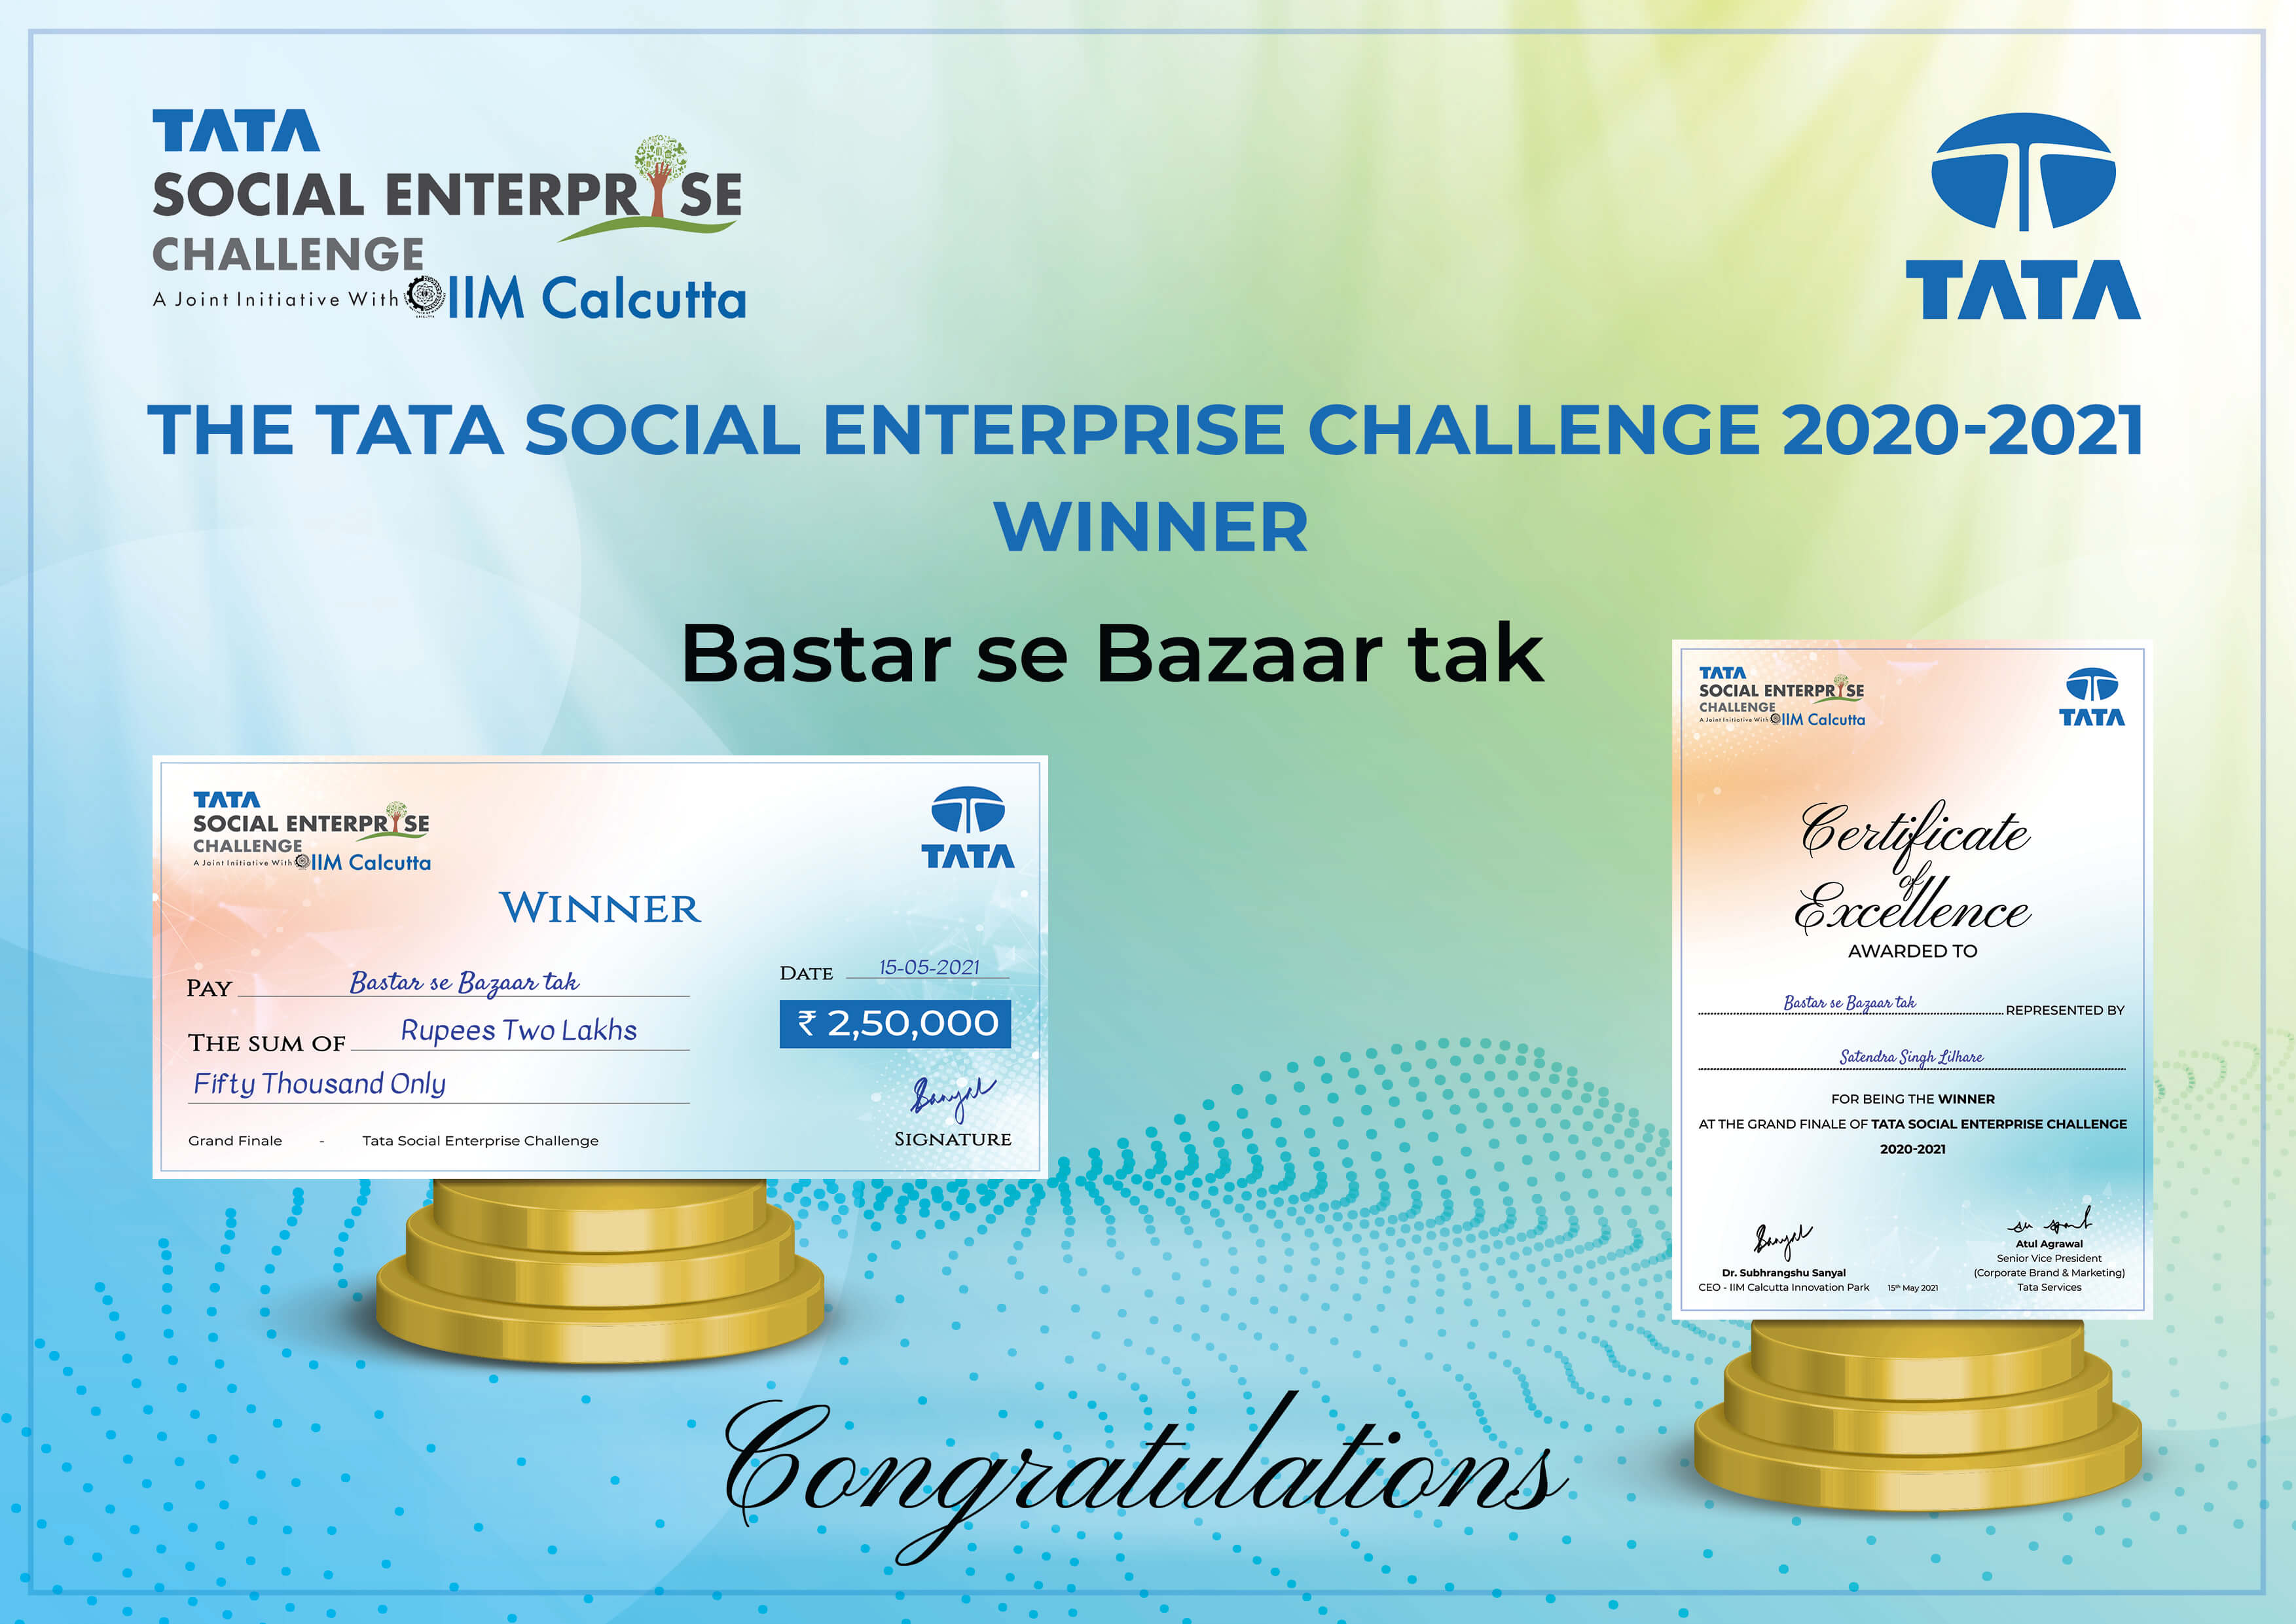 TATA
SOCIAL ENTERPRISE
CHALLENGE
A Joint Initiative With IIM Calcutta
TATA
THE TATA SOCIAL ENTERPRISE CHALLENGE 2020-2021
WINNER
Bastar se Bazaar tak
TATA
SOCIAL ENTERPRISE
CHALLENGE
A Joint Initiative With IIM Calcutta
TATA
WINNER
PAY Bastar se Bazaar tak
DATE 15-05-2021
THE SUM OF Rupees Two Lakhs
₹ 2,50,000
Fifty Thousand Only
SIGNATURE
Grand Finale - Tata Social Enterprise Challenge
TATA
SOCIAL ENTERPRISE
CHALLENGE
A Joint Initiative With IIM Calcutta
TATA
Certificate
of
Excellence
AWARDED TO
Bastar se Bazaar tak REPRESENTED BY
Satendra Singh Lilhare
FOR BEING THE WINNER
AT THE GRAND FINALE OF TATA SOCIAL ENTERPRISE CHALLENGE
2020-2021
Dr. Subhrangshu Sanyal
CEO - IIM Calcutta Innovation Park
15th May 2021
Atul Agrawal
Senior Vice President
(Corporate Brand & Marketing)
Tata Services
Congratulations